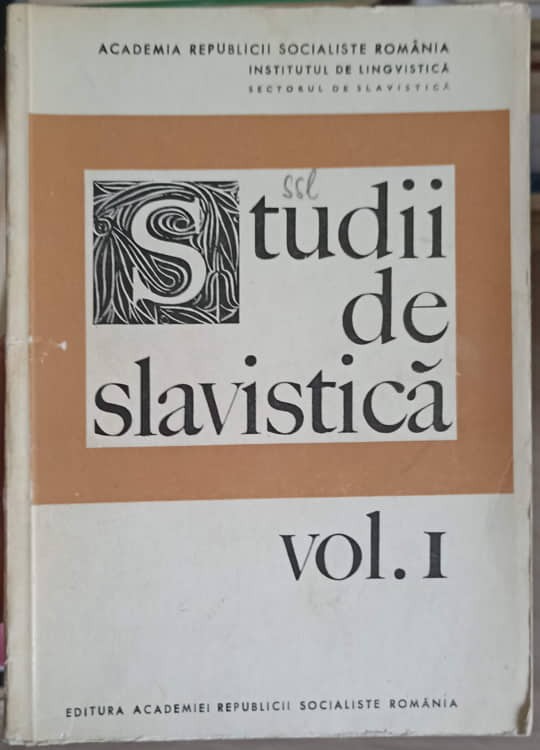 ACADEMIA REPUBLICII SOCIALISTE ROMÂNIA
INSTITUTUL DE LINGVISTICĂ
SECTORUL DE SLAVISTICĂ
ssl
Studii
de
slavistică
vol. I
EDITURA ACADEMIEI REPUBLICII SOCIALISTE ROMÂNIA